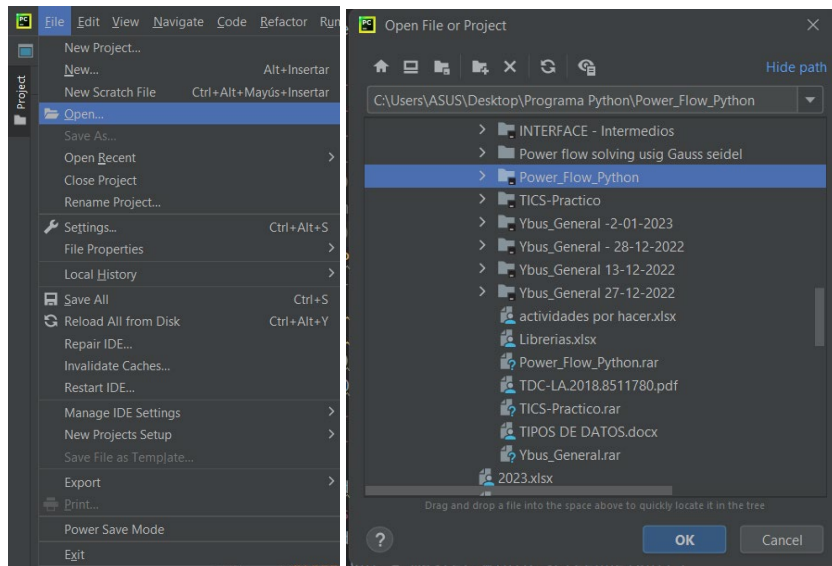 PC
File Edit View Navigate Code Refactor
Project
New Project...
New... Alt+Insertar
New Scratch File Ctrl+Alt+Mayús+Insertar
Open...
Save As...
Open Recent
Close Project
Rename Project...
Settings... Ctrl+Alt+S
File Properties
Local History
Save All Ctrl+S
Reload All from Disk Ctrl+Alt+Y
Repair IDE...
Invalidate Caches...
Restart IDE...
Manage IDE Settings
New Projects Setup
Save File as Template...
Export
Print...
Power Save Mode
Exit
PC Open File or Project
Hide path
C:\Users\ASUS\Desktop\Programa Python\Power_Flow_Python
INTERFACE - Intermedios
Power flow solving usig Gauss seidel
Power_Flow_Python
TICS-Practico
Ybus_General -2-01-2023
Ybus_General - 28-12-2022
Ybus_General 13-12-2022
Ybus_General 27-12-2022
actividades por hacer.xlsx
Librerias.xlsx
Power_Flow_Python.rar
TDC-LA.2018.8511780.pdf
TICS-Practico.rar
TIPOS DE DATOS.docx
Ybus_General.rar
2023.xlsx
Drag and drop a file into the space above to quickly locate it in the tree
? OK Cancel